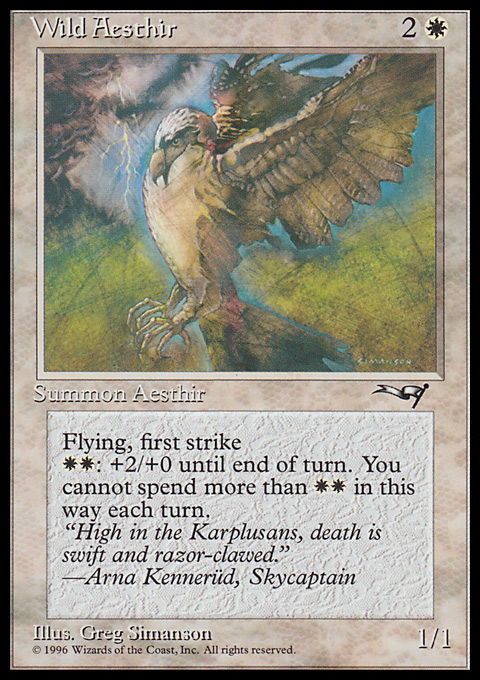 Wild Aesthir
2
SIMANSON
Summon Aesthir
Flying, first strike
: +2/+0 until end of turn. You
cannot spend more than in this
way each turn.
“High in the Karplusans, death is
swift and razor-clawed.”
—Arna Kennerüd, Skycaptain
Illus. Greg Simanson
1/1
© 1996 Wizards of the Coast, Inc. All rights reserved.